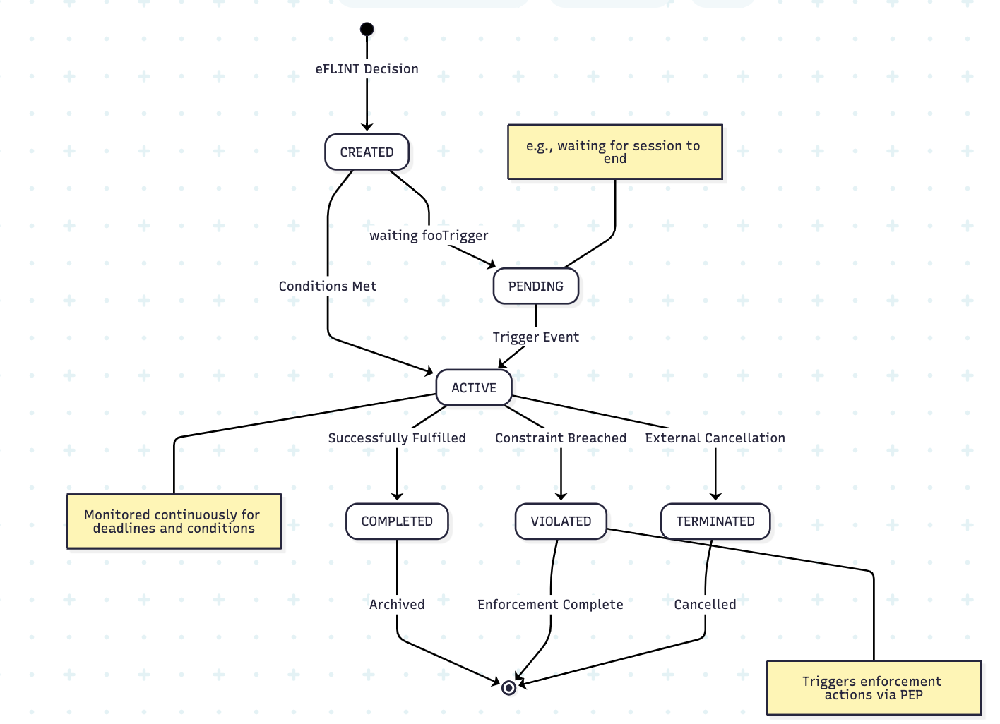 eFLINT Decision
CREATED
e.g., waiting for session to
end
waiting fooTrigger
Conditions Met
PENDING
Trigger Event
ACTIVE
Successfully Fulfilled
Constraint Breached
External Cancellation
Monitored continuously for
deadlines and conditions
COMPLETED
VIOLATED
TERMINATED
Archived
Enforcement Complete
Cancelled
Triggers enforcement
actions via PEP